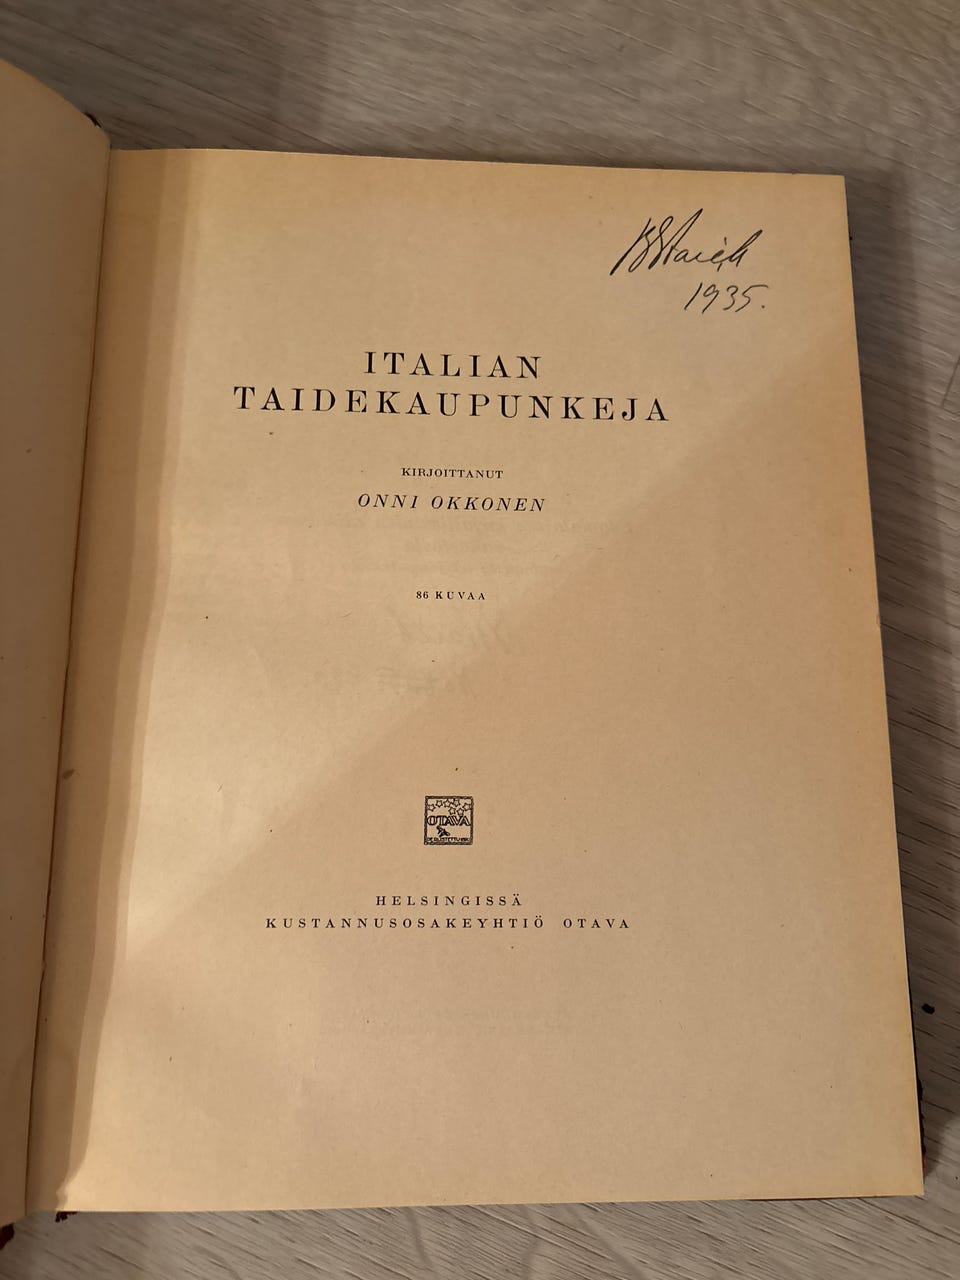 1935.
ITALIAN
TAIDEKAUPUNKEJA
KIRJOITTANUT
ONNI OKKONEN
86 KUVAA
OTAVA
HELSINGISSÄ
KUSTANNUSOSAKEYHTIÖ OTAVA